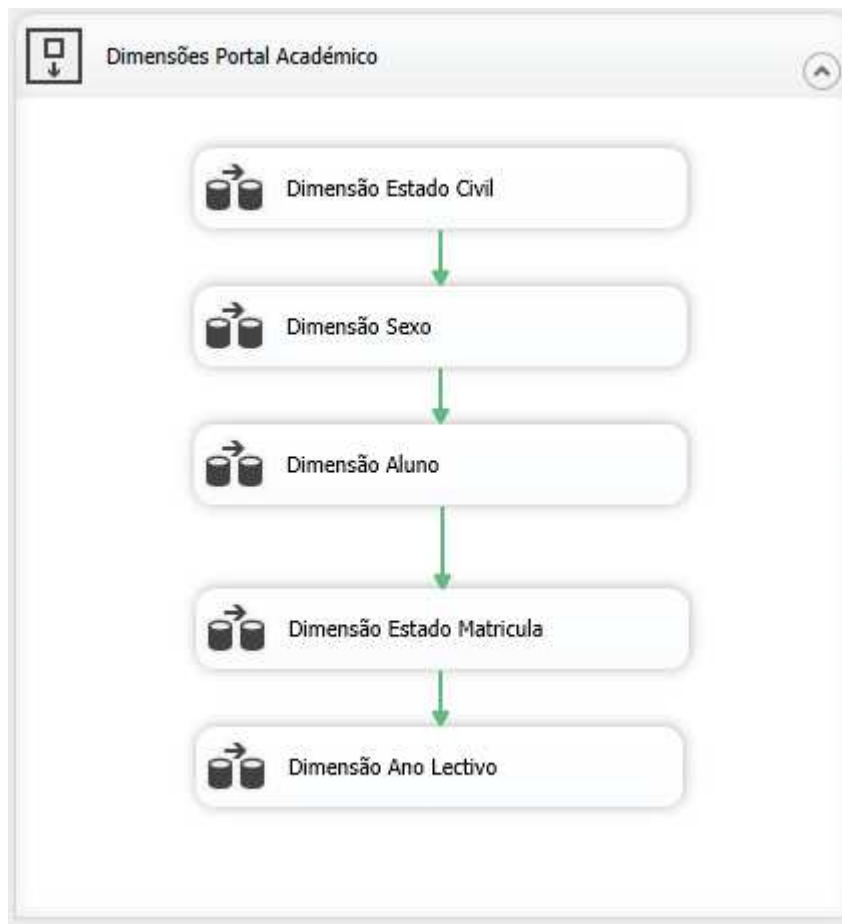 Dimensões Portal Académico
Dimensão Estado Civil
Dimensão Sexo
Dimensão Aluno
Dimensão Estado Matricula
Dimensão Ano Lectivo